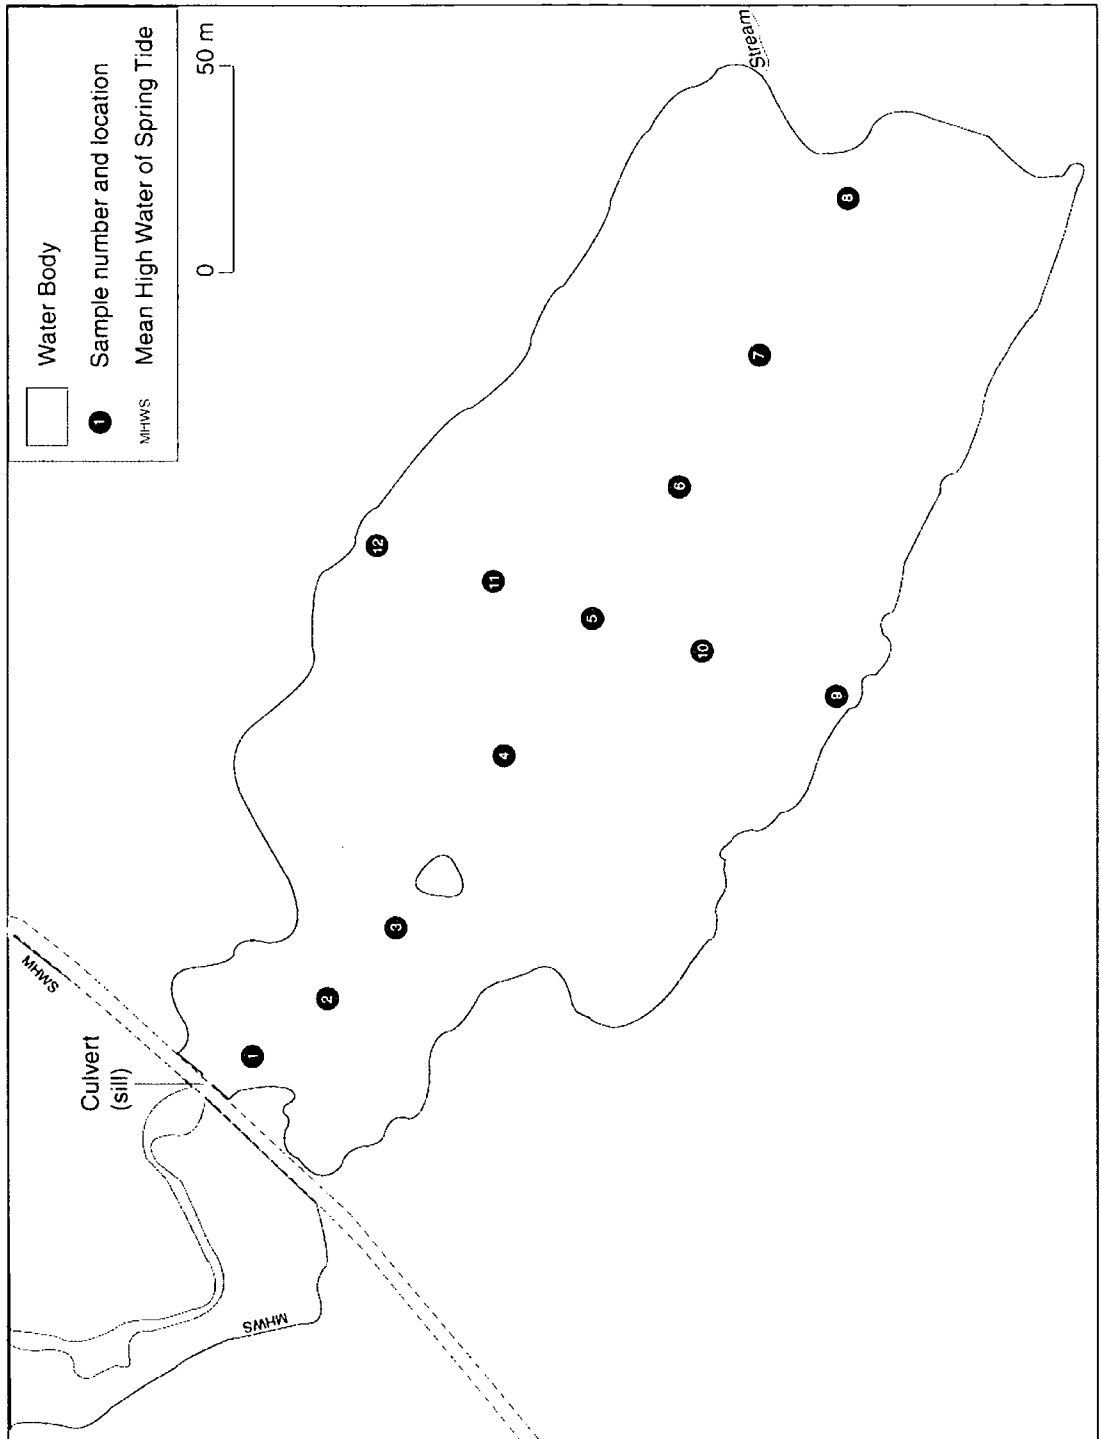 Water Body
1 Sample number and location
MHWS Mean High Water of Spring Tide
0 50 m
Stream
MHWS
Culvert
(sill)
MHWS
1
2
3
4
5
6
7
8
9
10
11
12